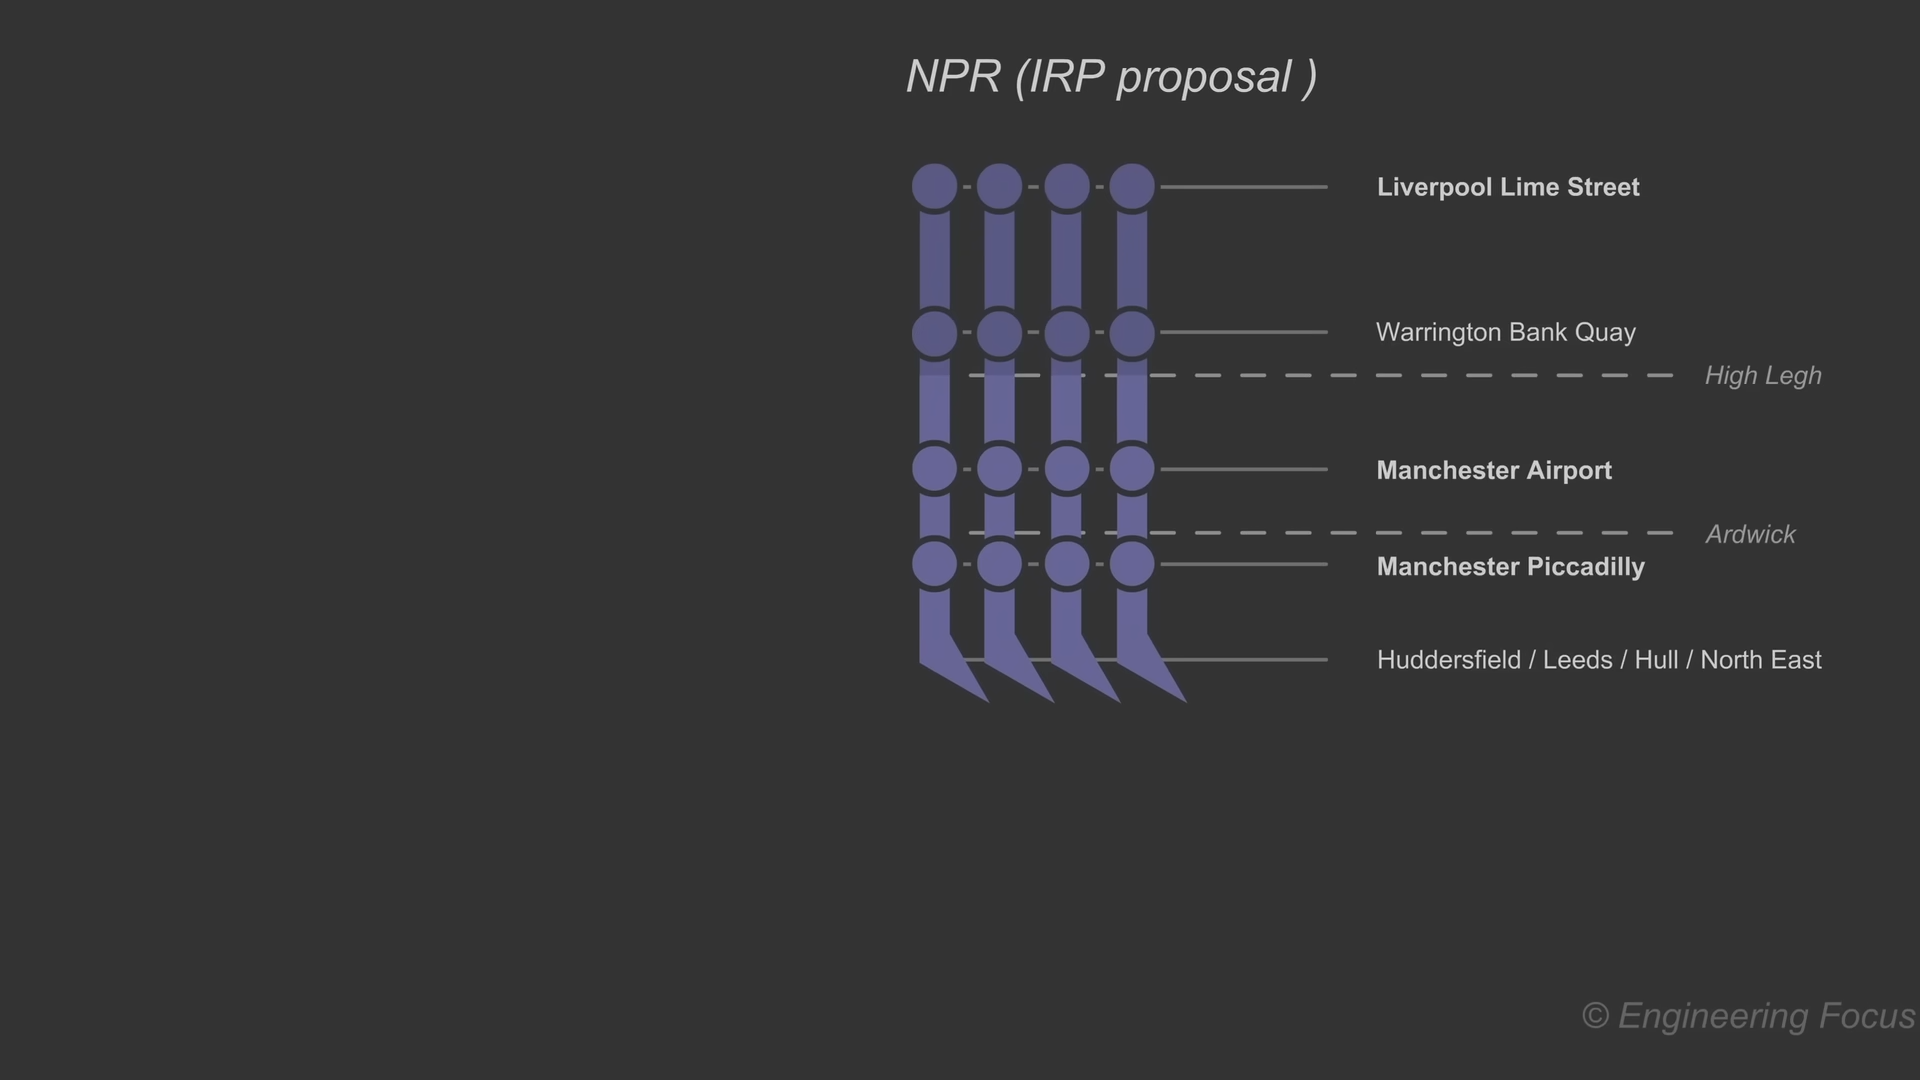 NPR (IRP proposal )
Liverpool Lime Street
Warrington Bank Quay
High Legh
Manchester Airport
Ardwick
Manchester Piccadilly
Huddersfield / Leeds / Hull / North East
© Engineering Focus